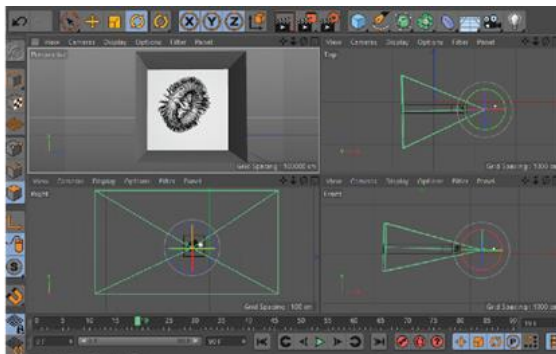 X Y Z
View Cameras Display Options Filter Panel
Perspective
Grid Spacing : 100000 cm
View Cameras Display Options Filter Panel
Top
Grid Spacing : 1000 cm
View Cameras Display Options Filter Panel
Right
Grid Spacing : 100 cm
View Cameras Display Options Filter Panel
Front
Grid Spacing : 1000 cm
0 5 10 15 20 25 30 35 40 45 50 55 60 65 70 75 80 85 90
0 F
90 F